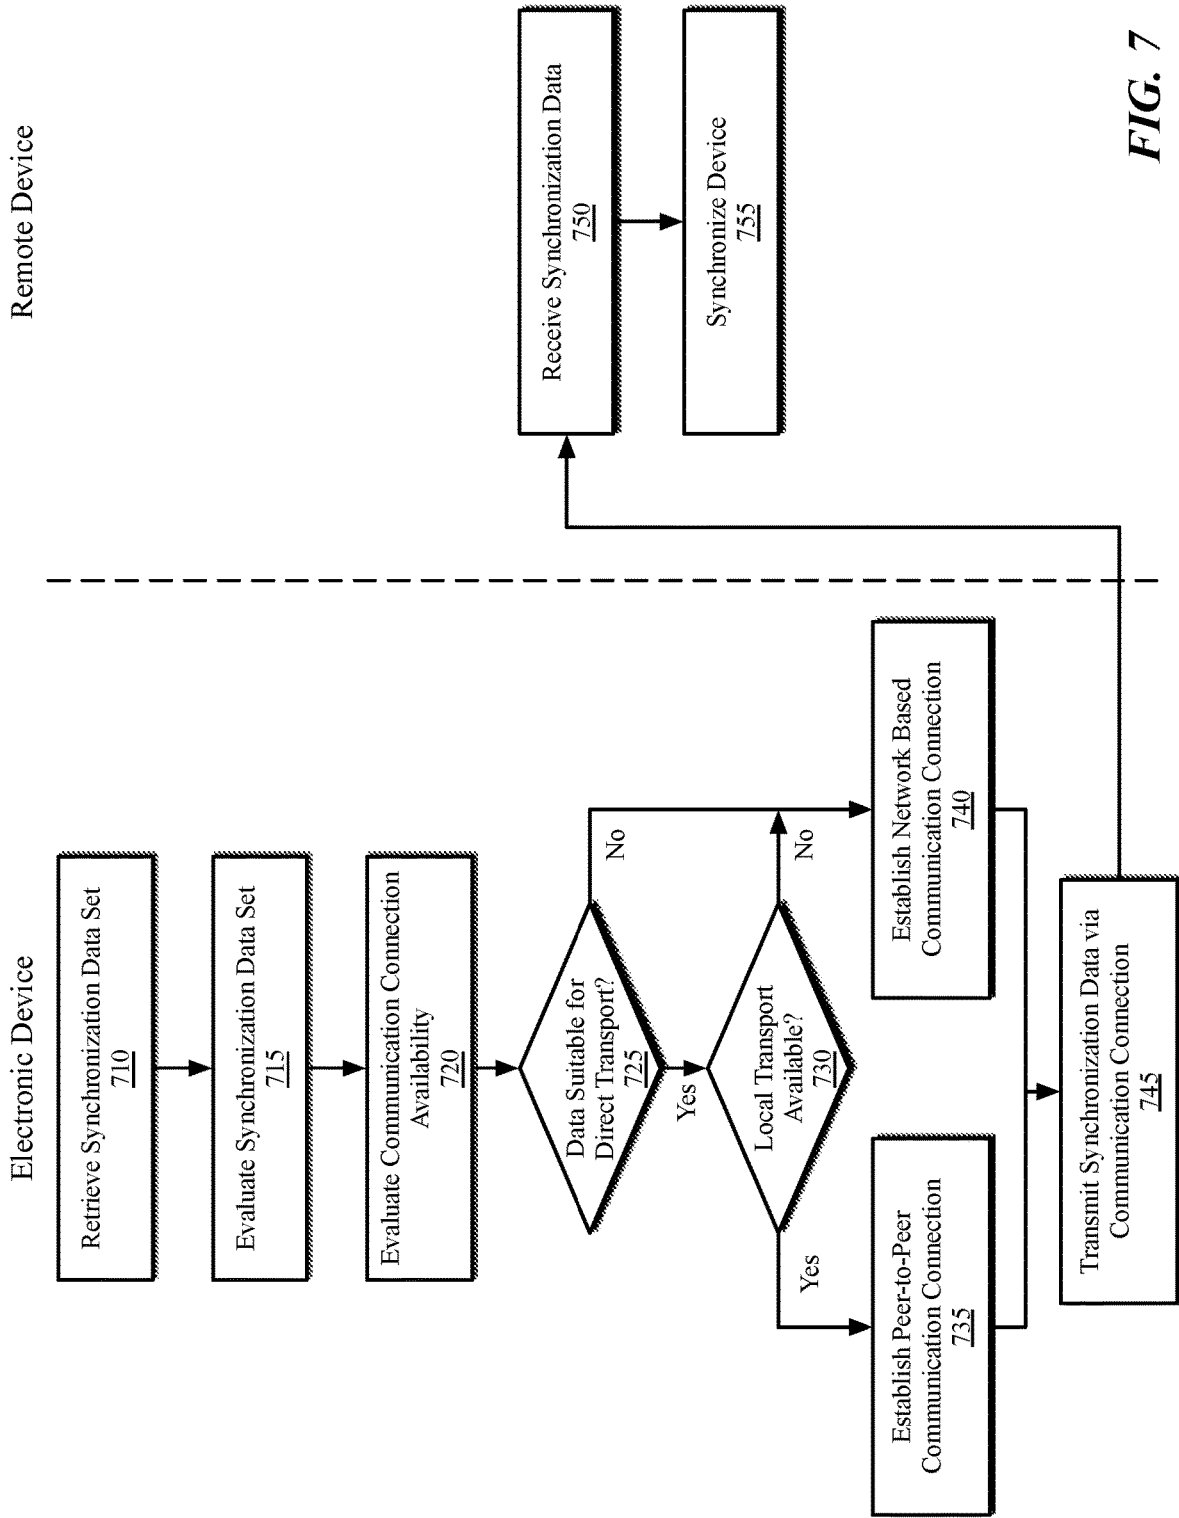 Electronic Device
Remote Device
Retrieve Synchronization Data Set
710
Evaluate Synchronization Data Set
715
Evaluate Communication Connection
Availability
720
Data Suitable for
Direct Transport?
725
No
Yes
Local Transport
Available?
730
No
Yes
Establish Peer-to-Peer
Communication Connection
735
Establish Network Based
Communication Connection
740
Transmit Synchronization Data via
Communication Connection
745
Receive Synchronization Data
750
Synchronize Device
755
FIG. 7